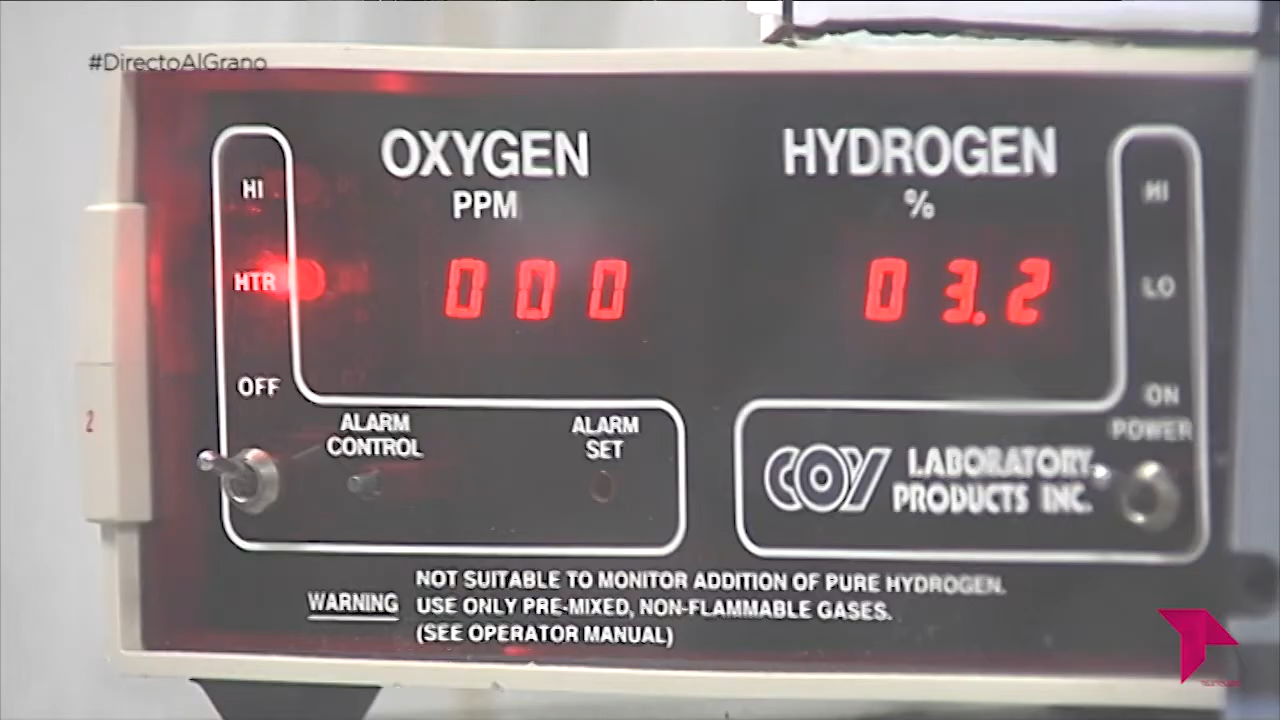 #DirectoAlGrano
OXYGEN
PPM
HYDROGEN
%
HI
HTR
OFF
000
03.2
HI
LO
ON
POWER
ALARM
CONTROL
ALARM
SET
COY
LABORATORY
PRODUCTS INC.
2
WARNING
NOT SUITABLE TO MONITOR ADDITION OF PURE HYDROGEN.
USE ONLY PRE-MIXED, NON-FLAMMABLE GASES.
(SEE OPERATOR MANUAL)